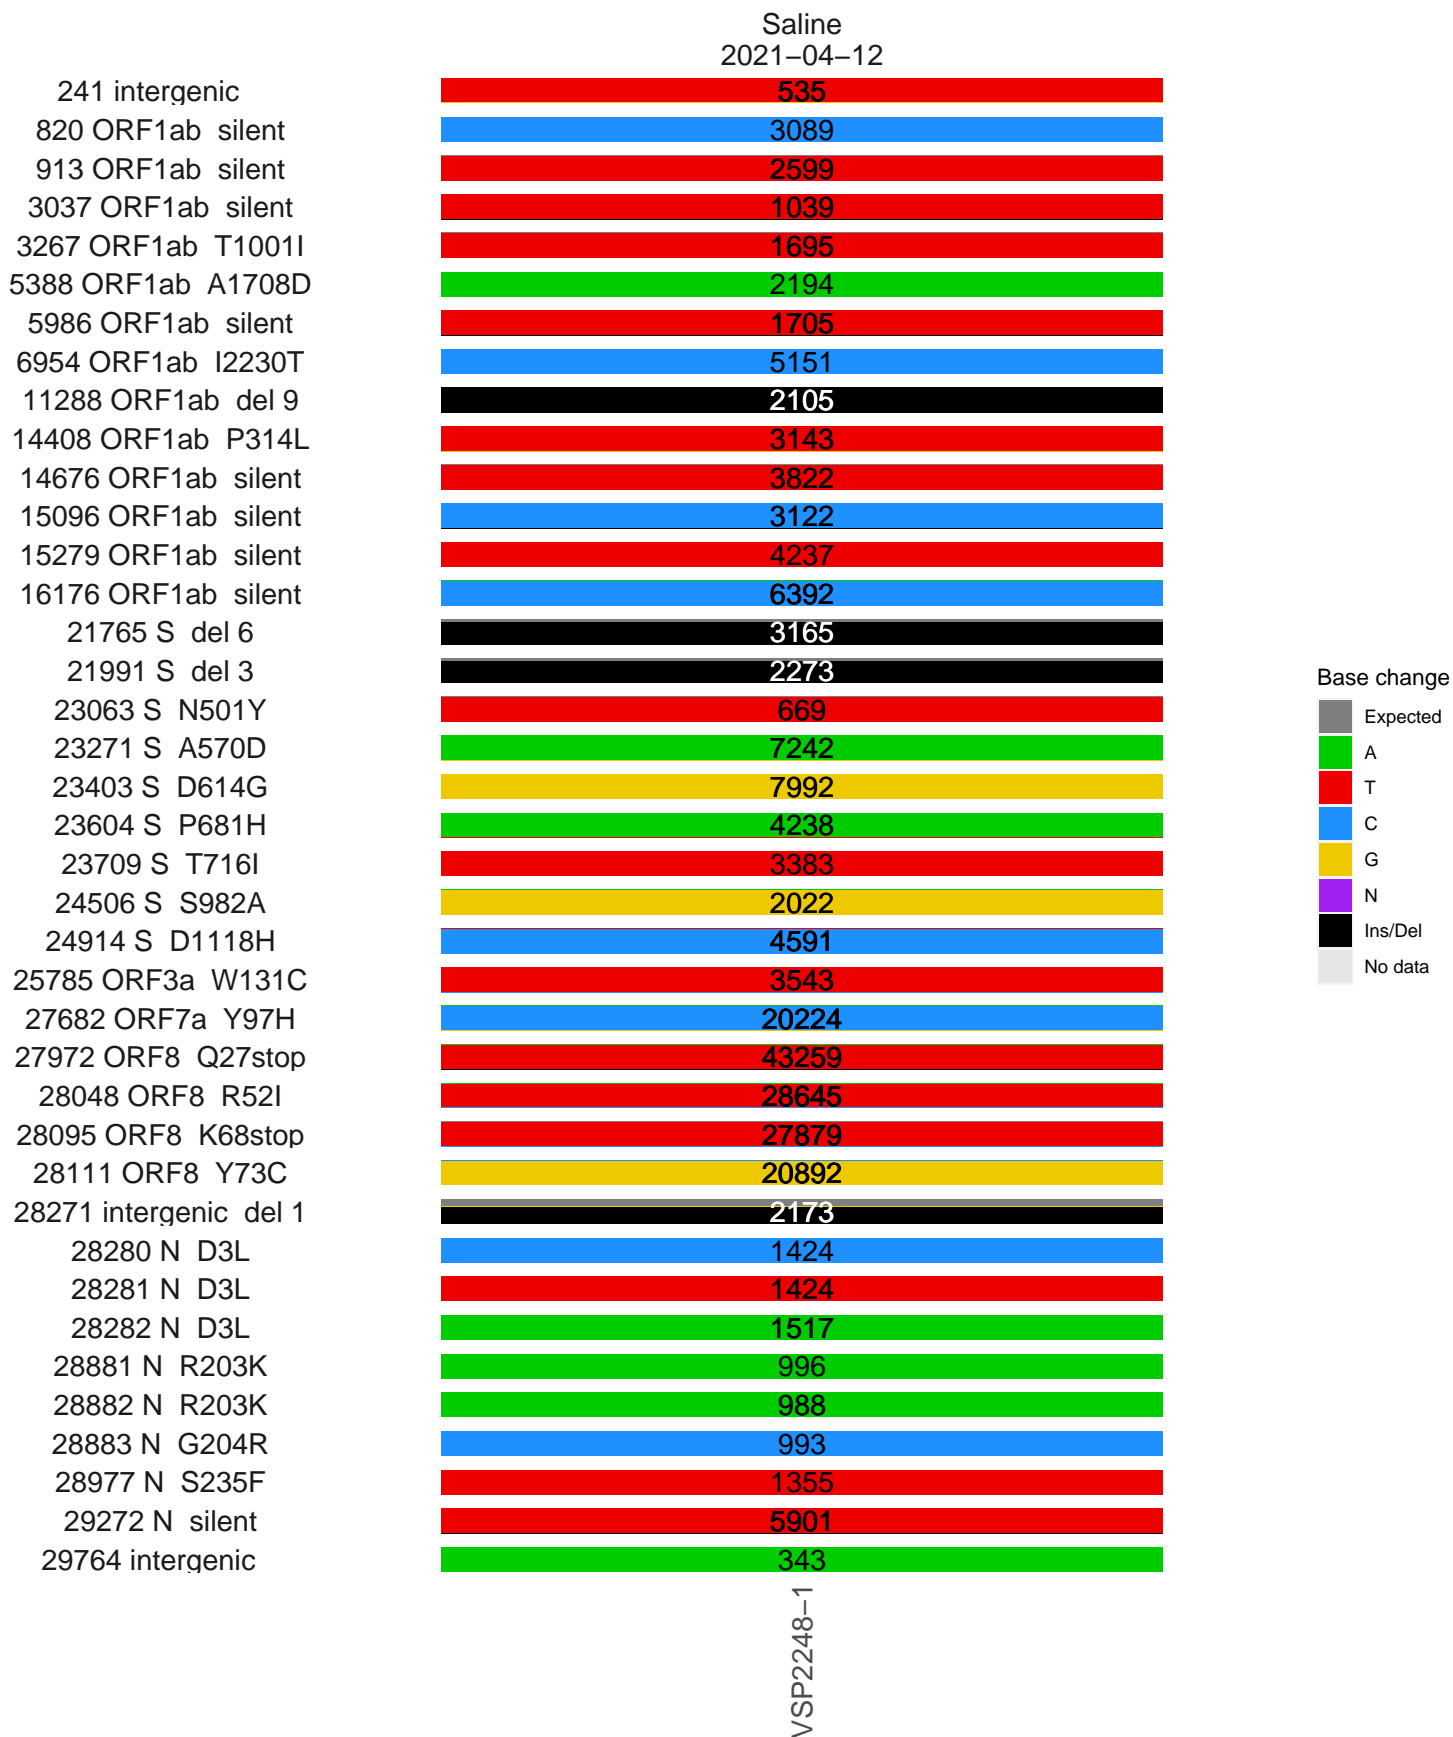 Saline
2021−04−12
241 intergenic 535
820 ORF1ab silent 3089
913 ORF1ab silent 2599
3037 ORF1ab silent 1039
3267 ORF1ab T1001I 1695
5388 ORF1ab A1708D 2194
5986 ORF1ab silent 1705
6954 ORF1ab I2230T 5151
11288 ORF1ab del 9 2105
14408 ORF1ab P314L 3143
14676 ORF1ab silent 3822
15096 ORF1ab silent 3122
15279 ORF1ab silent 4237
16176 ORF1ab silent 6392
21765 S del 6 3165
21991 S del 3 2273
23063 S N501Y 669
23271 S A570D 7242
23403 S D614G 7992
23604 S P681H 4238
23709 S T716I 3383
24506 S S982A 2022
24914 S D1118H 4591
25785 ORF3a W131C 3543
27682 ORF7a Y97H 20224
27972 ORF8 Q27stop 43259
28048 ORF8 R52I 28645
28095 ORF8 K68stop 27879
28111 ORF8 Y73C 20892
28271 intergenic del 1 2173
28280 N D3L 1424
28281 N D3L 1424
28282 N D3L 1517
28881 N R203K 996
28882 N R203K 988
28883 N G204R 993
28977 N S235F 1355
29272 N silent 5901
29764 intergenic 343
VSP2248−1
Base change
Expected
A
T
C
G
N
Ins/Del
No data